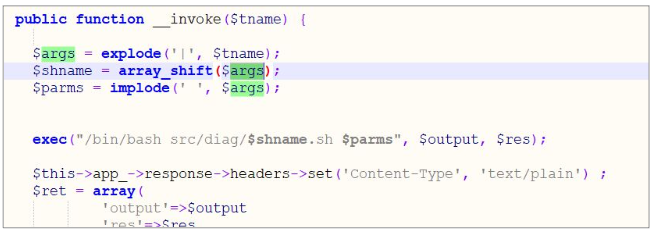 public function __invoke($tname) {
$args = explode('|', $tname);
$shname = array_shift($args);
$parms = implode(' ', $args);
exec("/bin/bash src/diag/$shname.sh $parms", $output, $res);
$this->app_->response->headers->set('Content-Type', 'text/plain') ;
$ret = array(
'output'=>$output
'res'=>$res